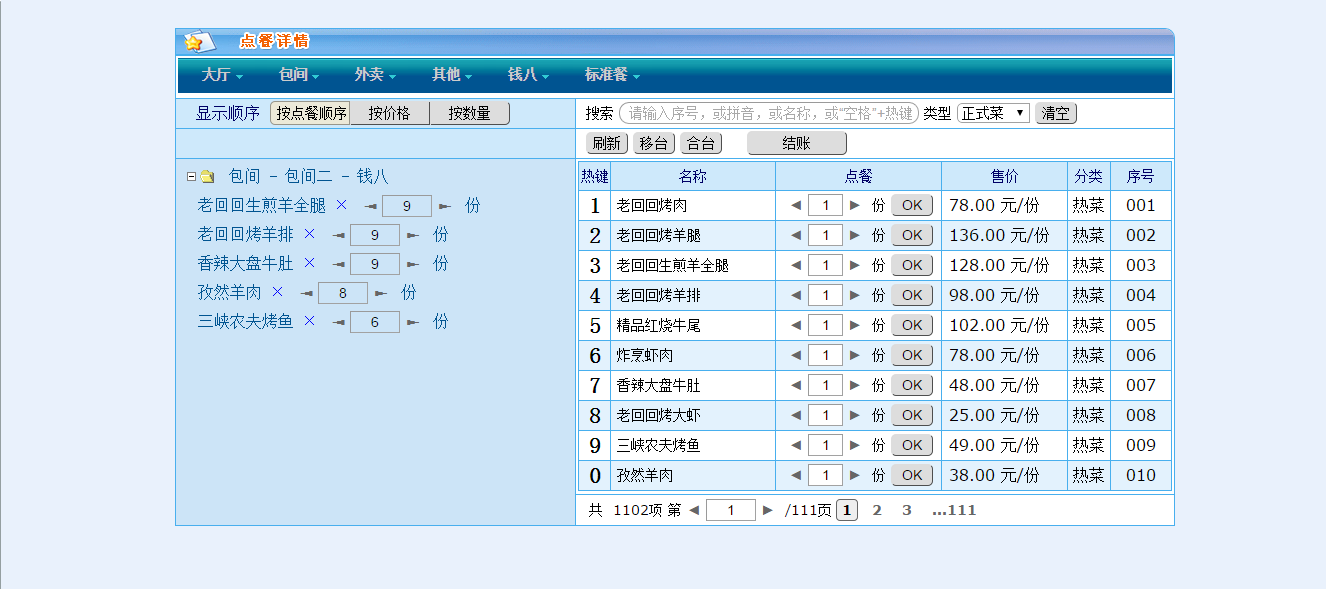 点餐详情
大厅 包间 外卖 其他 钱八 标准餐
显示顺序 按点餐顺序 按价格 按数量 搜索 请输入序号，或拼音，或名称，或“空格”+热键 类型 正式菜 清空
刷新 移台 合台 结账
包间 - 包间二 - 钱八
老回回生煎羊全腿 × 9 份
老回回烤羊排 × 9 份
香辣大盘牛肚 × 9 份
孜然羊肉 × 8 份
三峡农夫烤鱼 × 6 份
热键 名称 点餐 售价 分类 序号
1 老回回烤肉 1 份 OK 78.00 元/份 热菜 001
2 老回回烤羊腿 1 份 OK 136.00 元/份 热菜 002
3 老回回生煎羊全腿 1 份 OK 128.00 元/份 热菜 003
4 老回回烤羊排 1 份 OK 98.00 元/份 热菜 004
5 精品红烧牛尾 1 份 OK 102.00 元/份 热菜 005
6 炸烹虾肉 1 份 OK 78.00 元/份 热菜 006
7 香辣大盘牛肚 1 份 OK 48.00 元/份 热菜 007
8 老回回烤大虾 1 份 OK 25.00 元/份 热菜 008
9 三峡农夫烤鱼 1 份 OK 49.00 元/份 热菜 009
0 孜然羊肉 1 份 OK 38.00 元/份 热菜 010
共 1102项 第 1 /111页 1 2 3 ...111